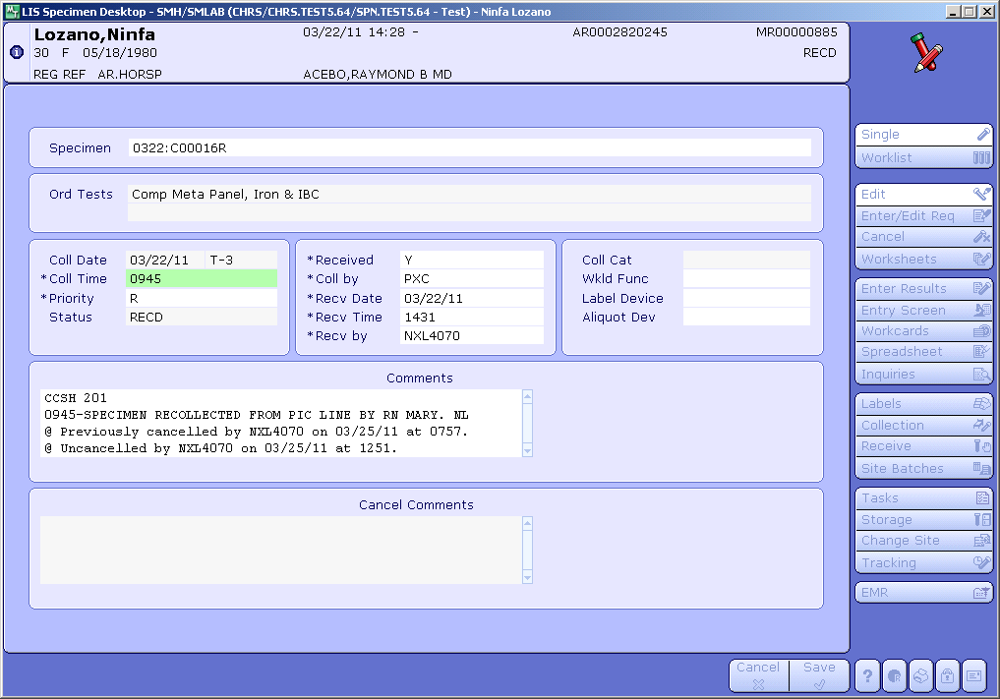 LIS Specimen Desktop - SMH/SMLAB (CHRS/CHRS.TEST5.64/SPN.TEST5.64 - Test) - Ninfa Lozano
Lozano,Ninfa 03/22/11 14:28 - AR0002820245 MR00000885
30 F 05/18/1980 RECD
REG REF AR.HORSP ACEBO,RAYMOND B MD
Specimen 0322:C00016R
Ord Tests Comp Meta Panel, Iron & IBC
Coll Date 03/22/11 T-3
*Coll Time 0945
*Priority R
Status RECD
*Received Y
*Coll by PXC
*Recv Date 03/22/11
*Recv Time 1431
*Recv by NXL4070
Coll Cat
Wkld Func
Label Device
Aliquot Dev
Comments
CCSH 201
0945-SPECIMEN RECOLLECTED FROM PIC LINE BY RN MARY. NL
@ Previously cancelled by NXL4070 on 03/25/11 at 0757.
@ Uncancelled by NXL4070 on 03/25/11 at 1251.
Cancel Comments
Single
Worklist
Edit
Enter/Edit Req
Cancel
Worksheets
Enter Results
Entry Screen
Workcards
Spreadsheet
Inquiries
Labels
Collection
Receive
Site Batches
Tasks
Storage
Change Site
Tracking
EMR
Cancel Save
?